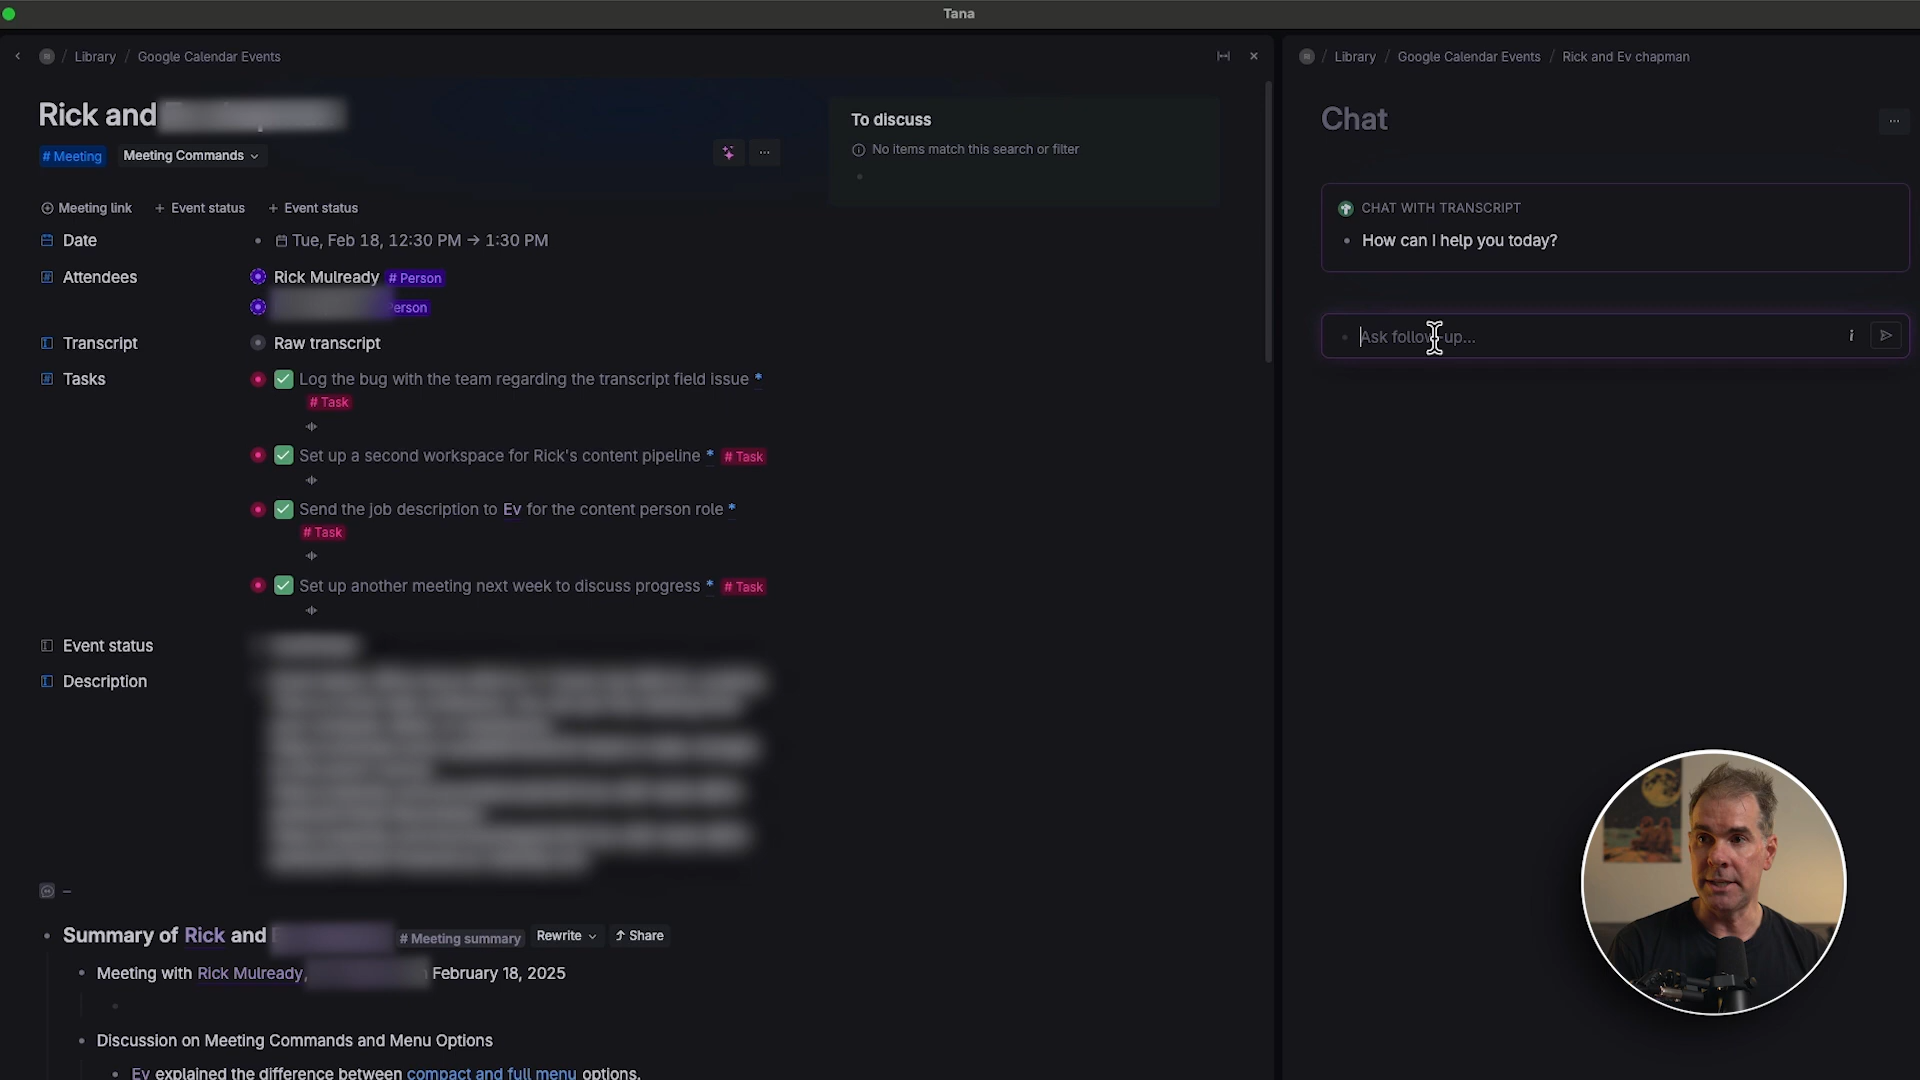 Tana
Library / Google Calendar Events
Rick and
# Meeting Meeting Commands
Meeting link + Event status + Event status
Date Tue, Feb 18, 12:30 PM → 1:30 PM
Attendees Rick Mulready # Person
Person
Transcript Raw transcript
Tasks Log the bug with the team regarding the transcript field issue *
# Task
Set up a second workspace for Rick's content pipeline * # Task
Send the job description to Ev for the content person role *
# Task
Set up another meeting next week to discuss progress * # Task
Event status
Description
Summary of Rick and # Meeting summary Rewrite Share
Meeting with Rick Mulready, February 18, 2025
Discussion on Meeting Commands and Menu Options
Ev explained the difference between compact and full menu options.
To discuss
No items match this search or filter
/ Library / Google Calendar Events / Rick and Ev chapman
Chat
CHAT WITH TRANSCRIPT
How can I help you today?
Ask follow-up...